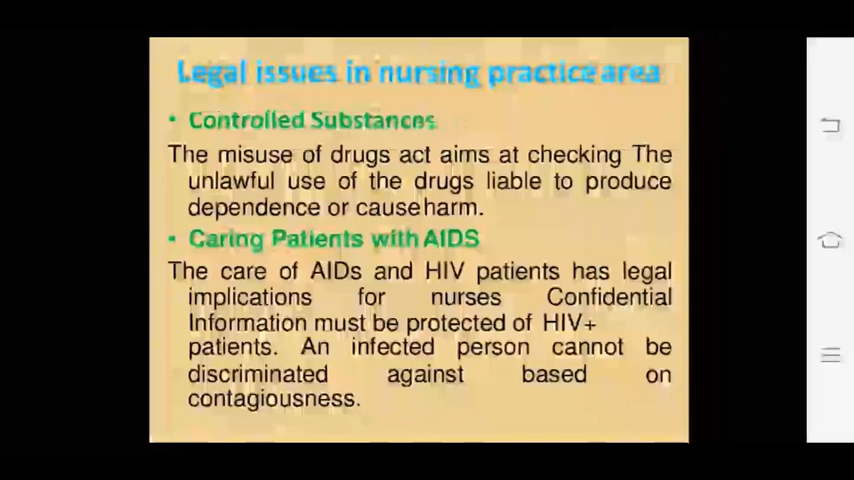 Legal issues in nursing practice area
• Controlled Substances
The misuse of drugs act aims at checking The
unlawful use of the drugs liable to produce
dependence or cause harm.
• Caring Patients with AIDS
The care of AIDs and HIV patients has legal
implications for nurses Confidential
Information must be protected of HIV+
patients. An infected person cannot be
discriminated against based on
contagiousness.